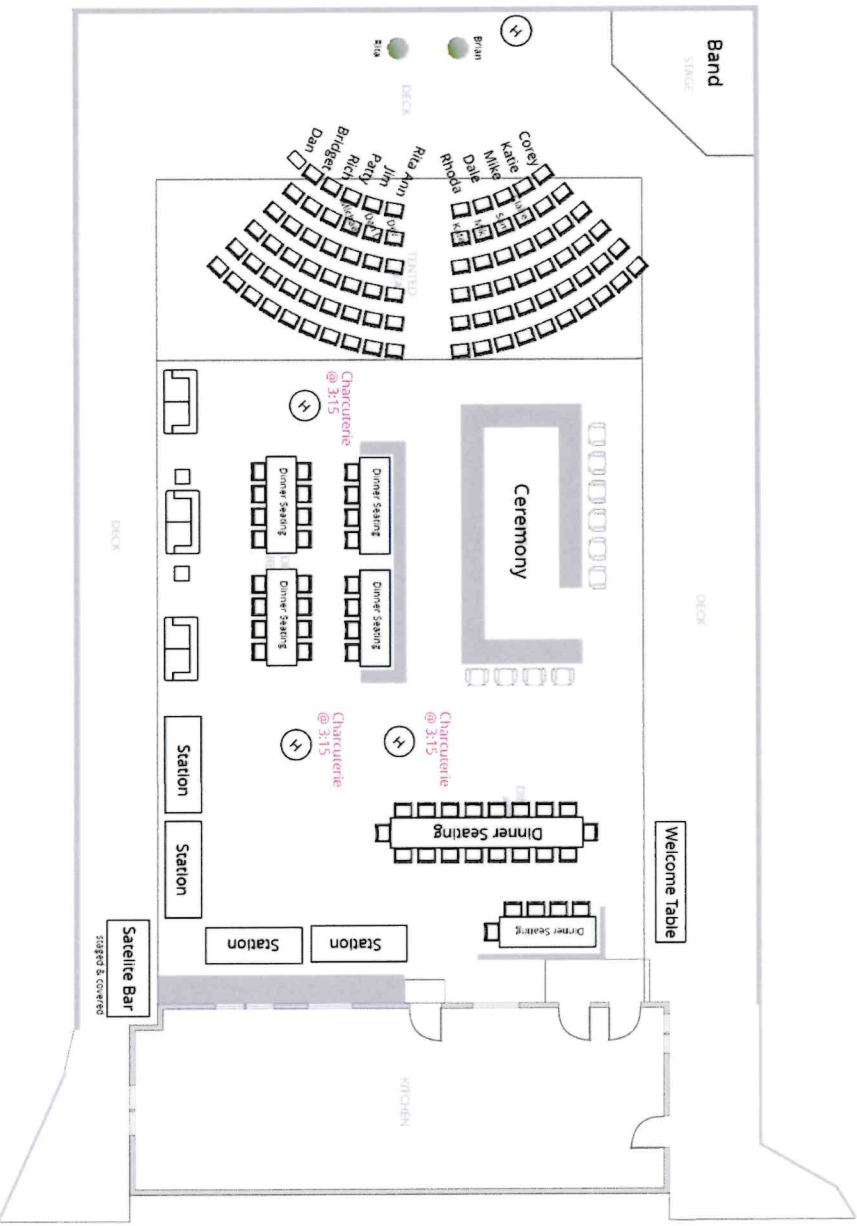 Band
STAGE
Brian
Rita
H
DECK
Corey
Katie
Mike
Dale
Rhoda
Rita Ann
Jim
Patty
Rich
Bridget
Dan
TENTED
Charcuterie
@ 3:15
H
Ceremony
Dinner Seating
Dinner Seating
Dinner Seating
Dinner Seating
DECK
DECK
Charcuterie
@ 3:15
H
Charcuterie
@ 3:15
H
Station
Station
Dinner Seating
Welcome Table
Dinner Seating
Station
Station
Satelite Bar
staged & covered
KITCHEN